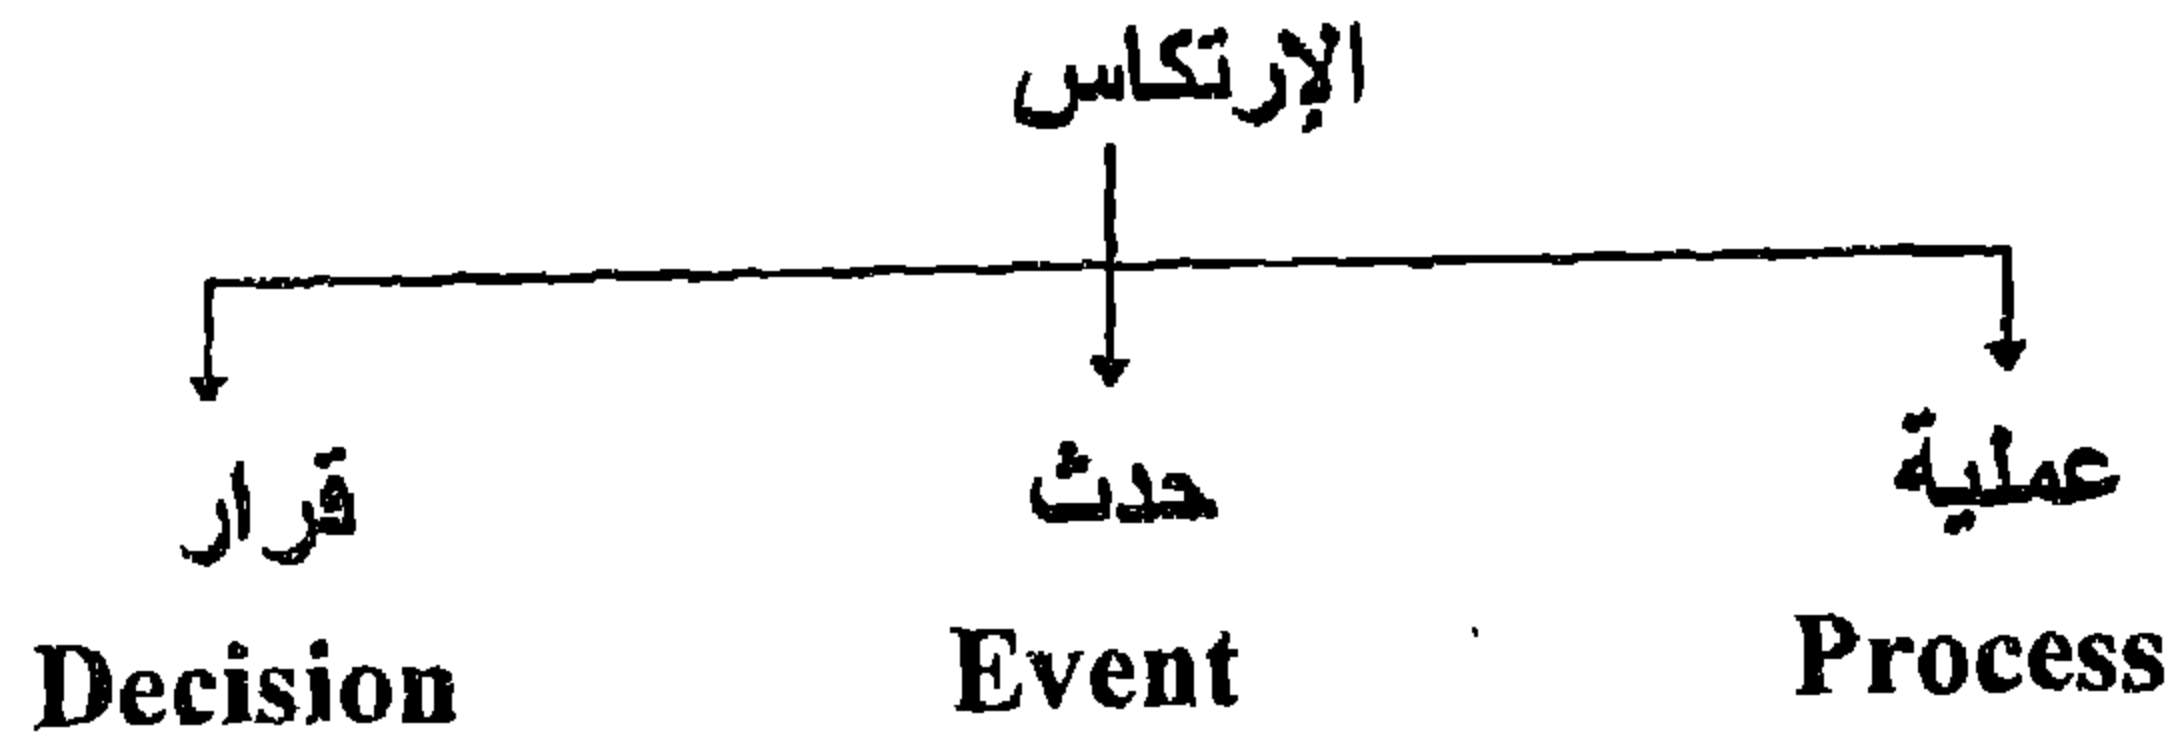 الإرتكاس
عملية حدث قرار
Process Event Decision